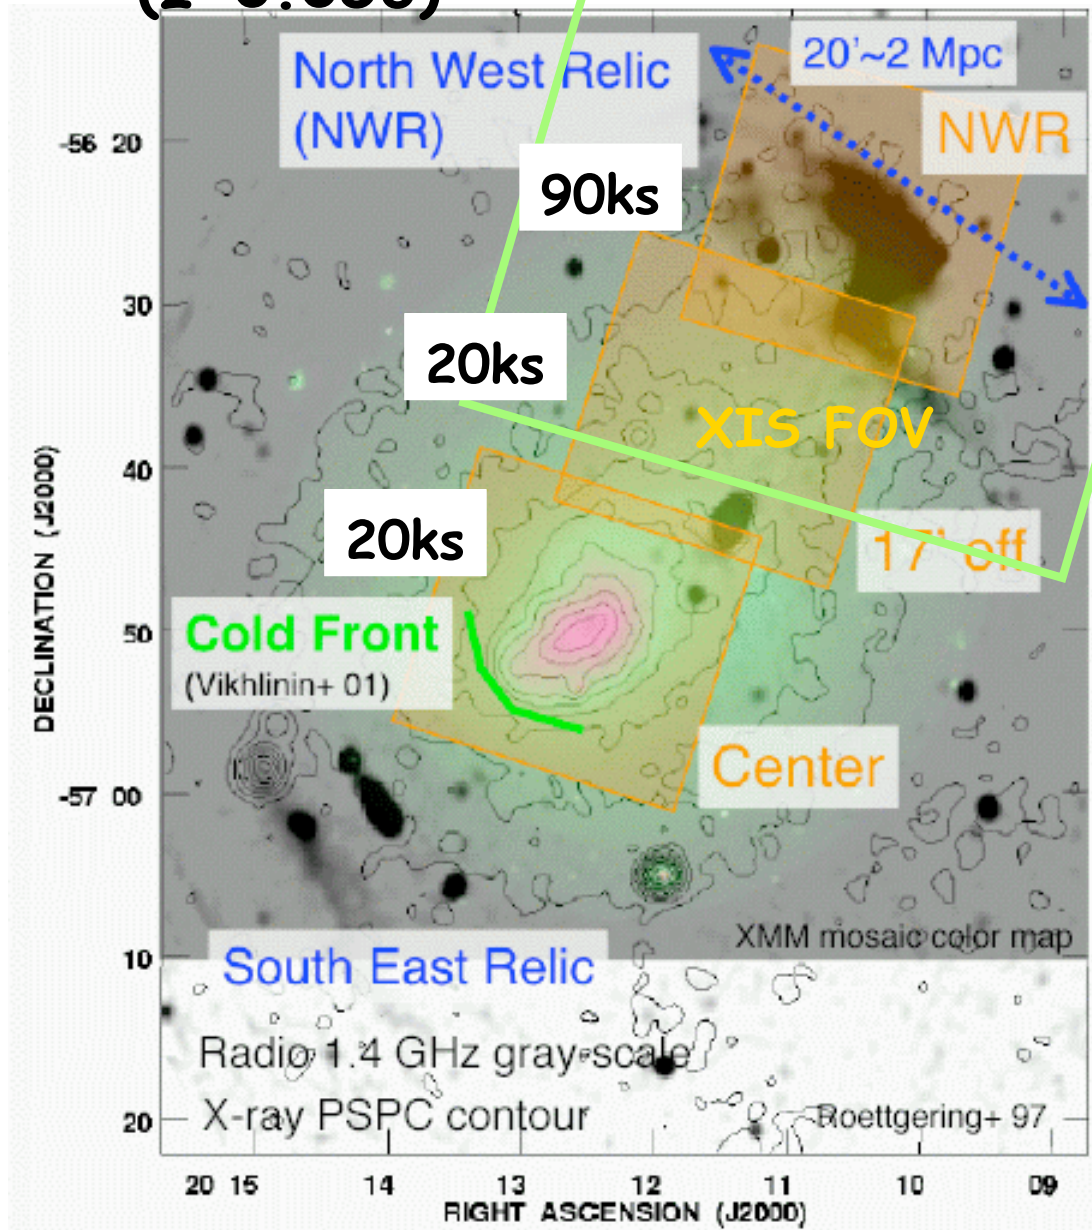 North West Relic
(NWR)
20'~2 Mpc
NWR
90ks
20ks
XIS FOV
20ks
17' off
Cold Front
(Vikhlinin+ 01)
Center
XMM mosaic color map
South East Relic
Radio 1.4 GHz gray-scale
X-ray PSPC contour
Roettgering+ 97
DECLINATION (J2000)
-56 20
30
40
50
-57 00
10
20
20 15
14
13
12
11
10
09
RIGHT ASCENSION (J2000)